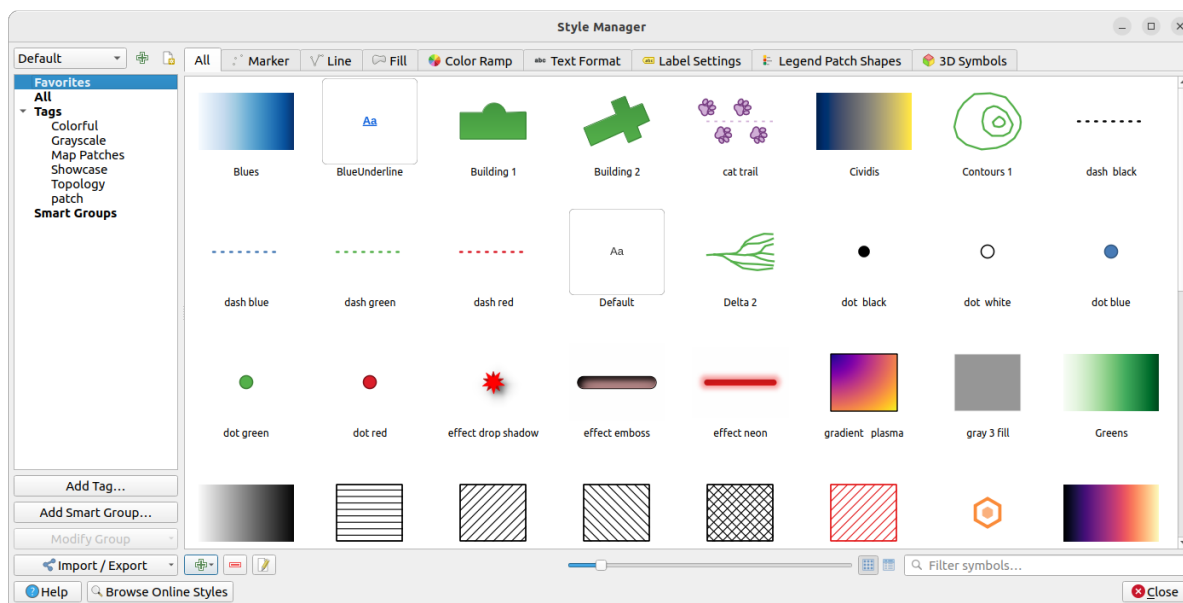 Style Manager
Default
All
Marker
Line
Fill
Color Ramp
abc Text Format
abc Label Settings
Legend Patch Shapes
3D Symbols
Favorites
All
Tags
Colorful
Grayscale
Map Patches
Showcase
Topology
patch
Smart Groups
Aa
Blues
BlueUnderline
Building 1
Building 2
cat trail
Cividis
Contours 1
dash black
Aa
dash blue
dash green
dash red
Default
Delta 2
dot black
dot white
dot blue
dot green
dot red
effect drop shadow
effect emboss
effect neon
gradient plasma
gray 3 fill
Greens
Add Tag...
Add Smart Group...
Modify Group
Import / Export
Filter symbols...
Help
Browse Online Styles
Close